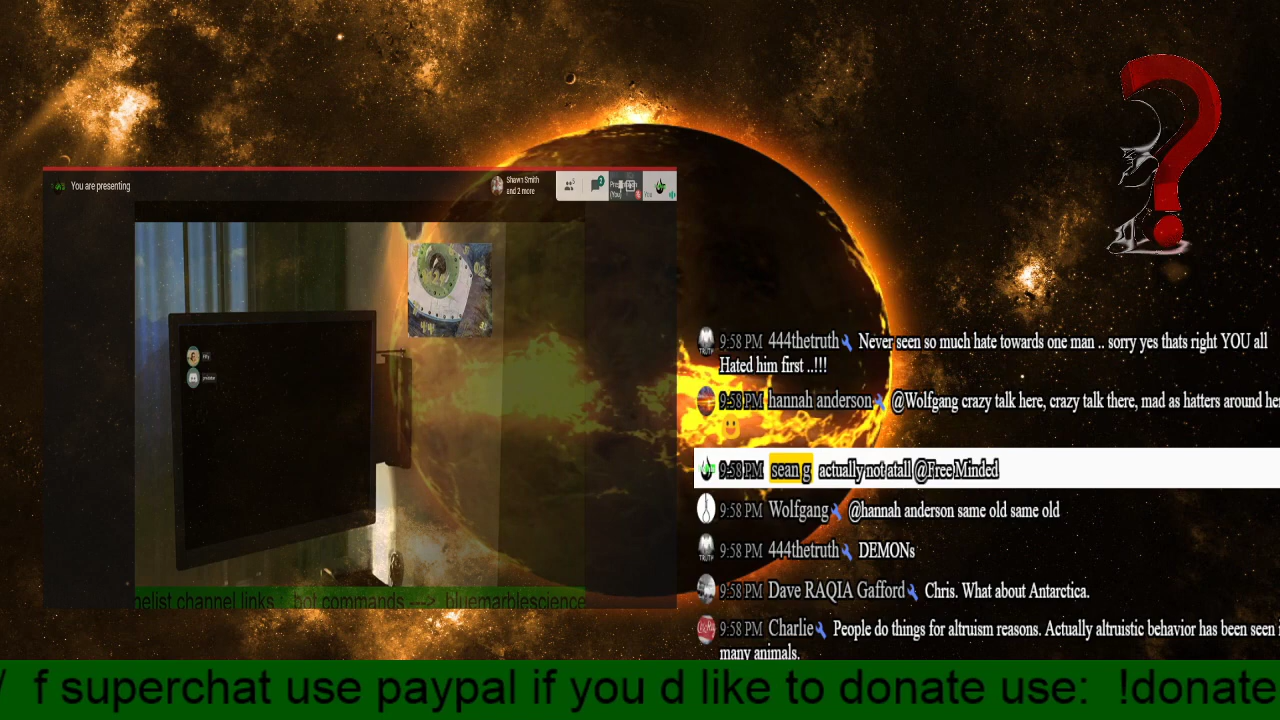 You are presenting
Shawn Smith
and 2 more
You
9:58 PM 444thetruth Never seen so much hate towards one man .. sorry yes thats right YOU all
Hated him first ..!!!
9:58 PM hannah anderson @Wolfgang crazy talk here, crazy talk there, mad as hatters around he
9:58 PM sean g actually not atall @Free Minded
9:58 PM Wolfgang @hannah anderson same old same old
TRUTH
9:58 PM 444thetruth DEMONs
9:58 PM Dave RAQIA Gafford Chris. What about Antarctica.
9:58 PM Charlie People do things for altruism reasons. Actually altruistic behavior has been seen i
many animals.
nelist channel links : bot commands ---> bluemarblescience
/ f superchat use paypal if you d like to donate use: !donate